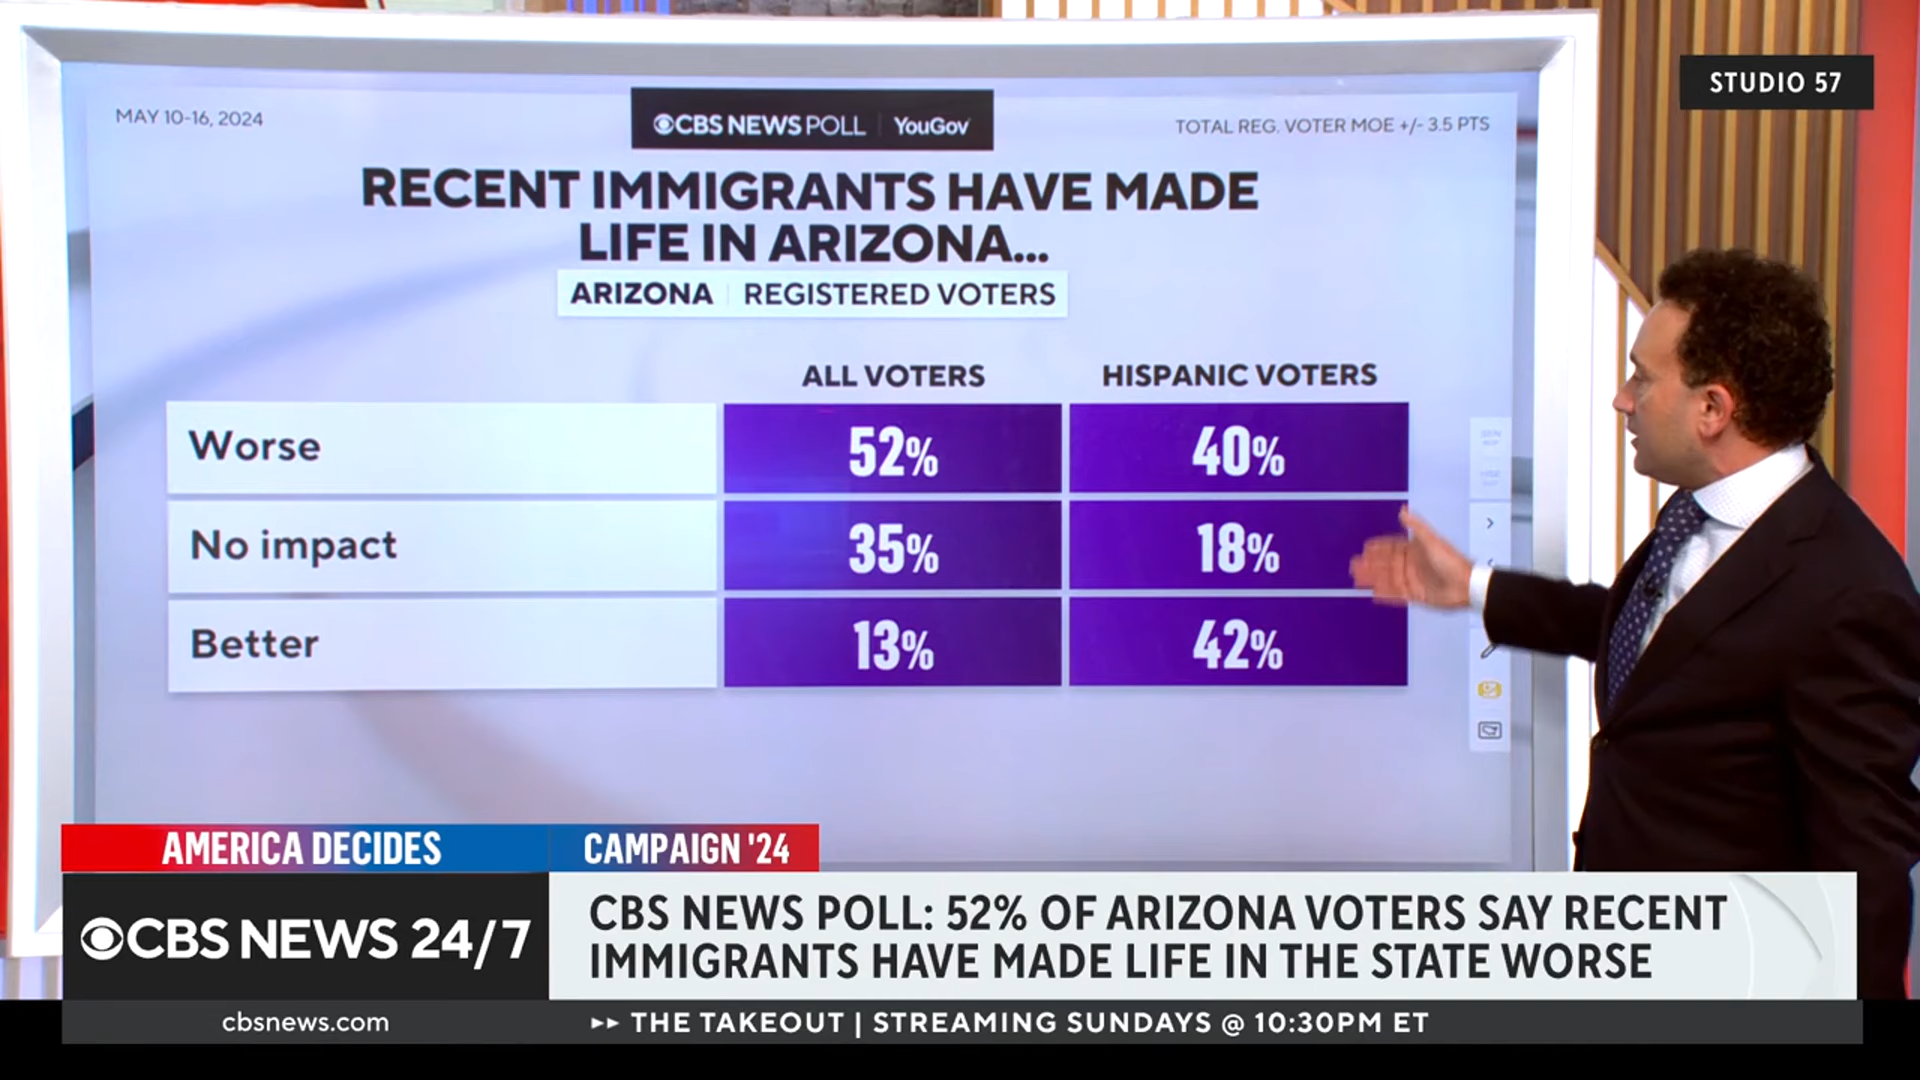 STUDIO 57
MAY 10-16, 2024
CBS NEWS POLL | YouGov
TOTAL REG. VOTER MOE +/- 3.5 PTS
RECENT IMMIGRANTS HAVE MADE
LIFE IN ARIZONA...
ARIZONA | REGISTERED VOTERS
ALL VOTERS HISPANIC VOTERS
Worse 52% 40%
No impact 35% 18%
Better 13% 42%
AMERICA DECIDES CAMPAIGN '24
CBS NEWS 24/7
CBS NEWS POLL: 52% OF ARIZONA VOTERS SAY RECENT
IMMIGRANTS HAVE MADE LIFE IN THE STATE WORSE
cbsnews.com
THE TAKEOUT | STREAMING SUNDAYS @ 10:30PM ET